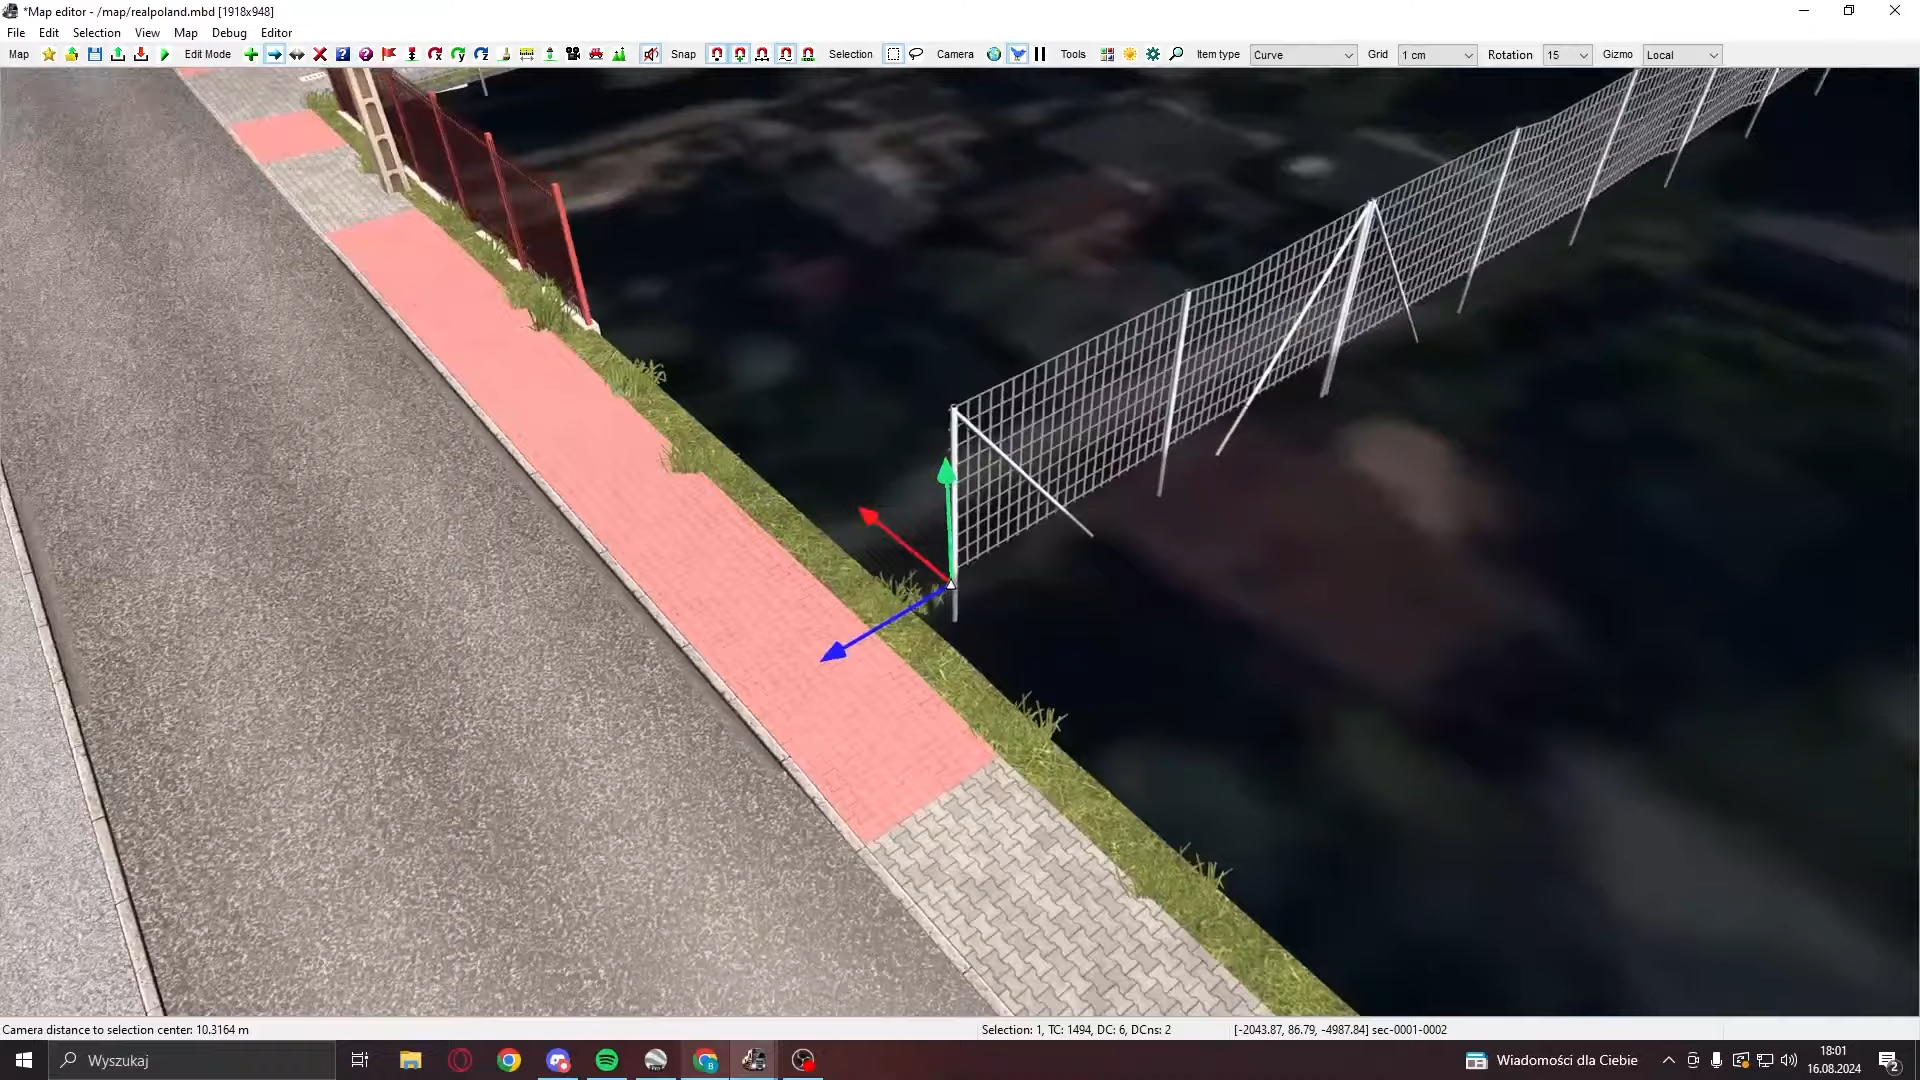 *Map editor - /map/realpoland.mbd [1918x948]
File Edit Selection View Map Debug Editor
Map Edit Mode Snap Selection Camera Tools Item type Curve Grid 1 cm Rotation 15 Gizmo Local
Camera distance to selection center: 10.3164 m Selection: 1, TC: 1494, DC: 6, DCns: 2 [-2043.87, 86.79, -4987.84] sec-0001-0002
Wyszukaj
Wiadomości dla Ciebie
18:01
16.08.2024
2